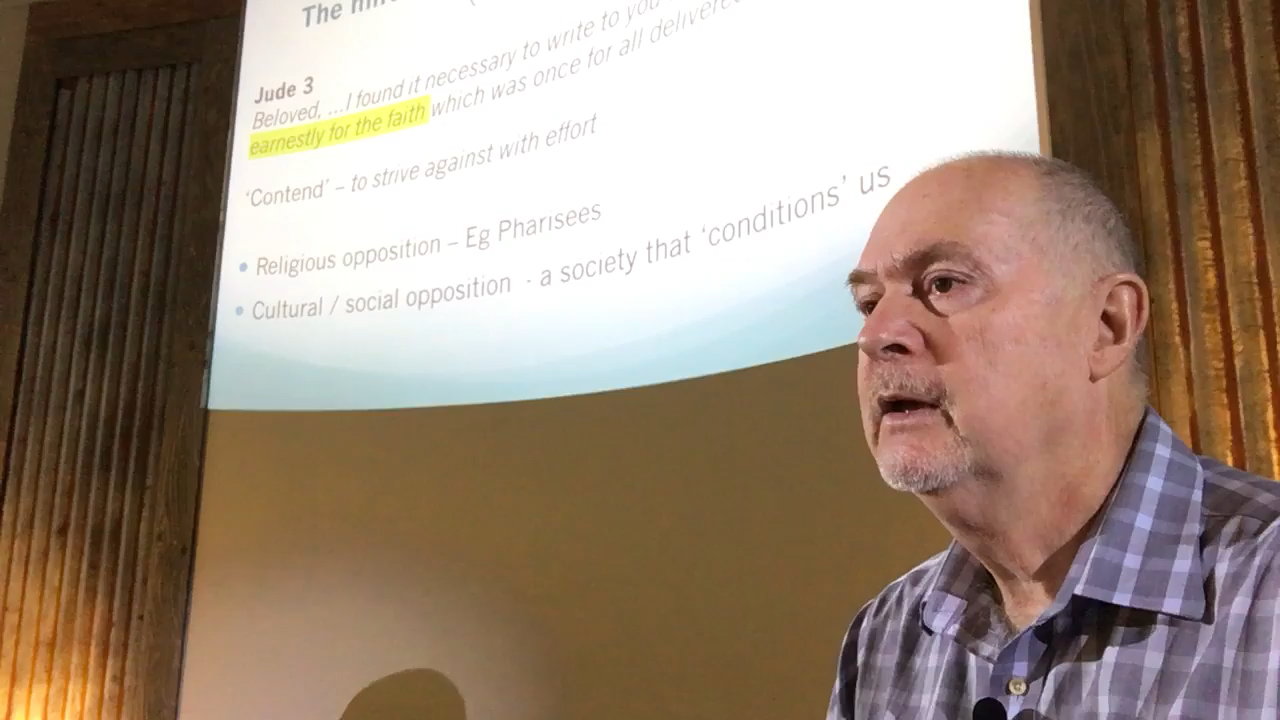 The
Jude 3
Beloved, ...I found it necessary to write to you
earnestly for the faith which was once for all delivered
‘Contend’ – to strive against with effort
• Religious opposition – Eg Pharisees
• Cultural / social opposition - a society that ‘conditions’ us